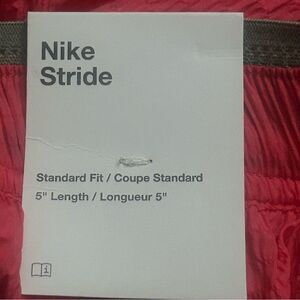 Nike
Stride
Standard Fit / Coupe Standard
5" Length / Longueur 5"